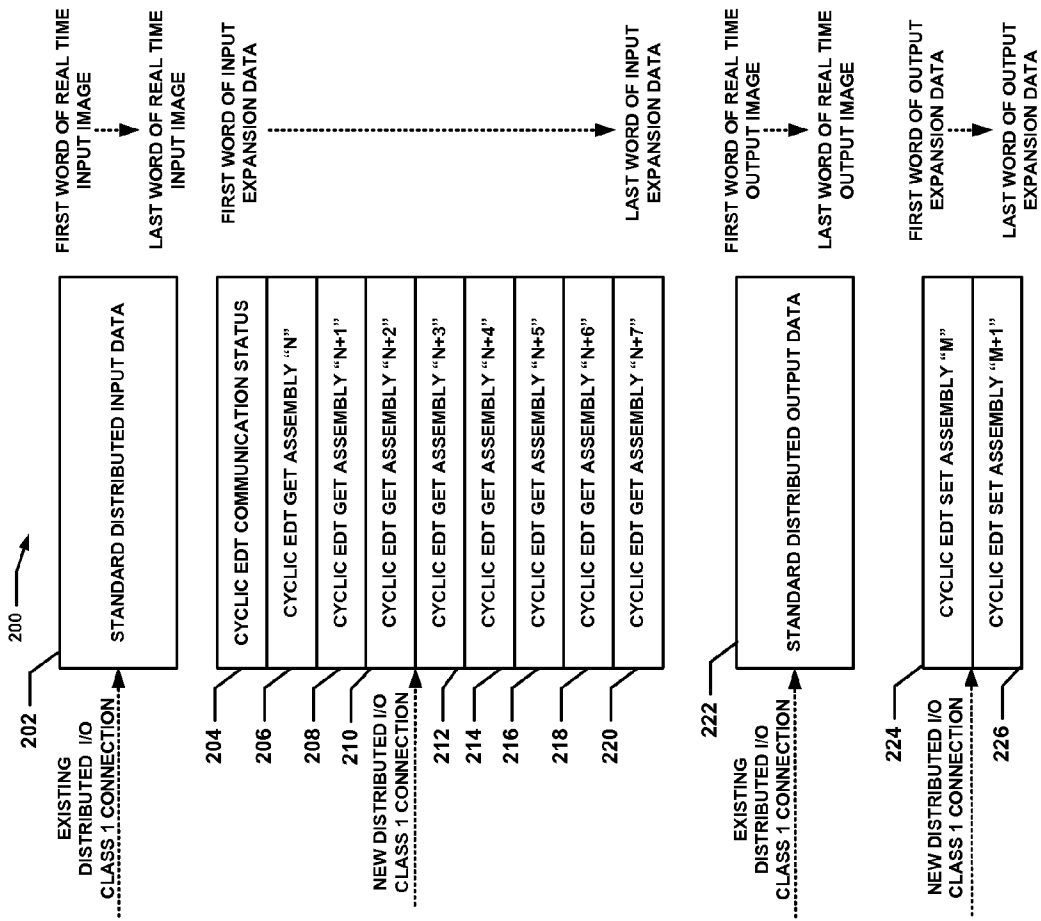 200
202
EXISTING
DISTRIBUTED I/O
CLASS 1 CONNECTION
STANDARD DISTRIBUTED INPUT DATA
FIRST WORD OF REAL TIME
INPUT IMAGE
LAST WORD OF REAL TIME
INPUT IMAGE
204
CYCLIC EDT COMMUNICATION STATUS
FIRST WORD OF INPUT
EXPANSION DATA
206
CYCLIC EDT GET ASSEMBLY “N”
208
CYCLIC EDT GET ASSEMBLY “N+1”
210
CYCLIC EDT GET ASSEMBLY “N+2”
NEW DISTRIBUTED I/O
CLASS 1 CONNECTION
212
CYCLIC EDT GET ASSEMBLY “N+3”
214
CYCLIC EDT GET ASSEMBLY “N+4”
216
CYCLIC EDT GET ASSEMBLY “N+5”
218
CYCLIC EDT GET ASSEMBLY “N+6”
220
CYCLIC EDT GET ASSEMBLY “N+7”
LAST WORD OF INPUT
EXPANSION DATA
222
EXISTING
DISTRIBUTED I/O
CLASS 1 CONNECTION
STANDARD DISTRIBUTED OUTPUT DATA
FIRST WORD OF REAL TIME
OUTPUT IMAGE
LAST WORD OF REAL TIME
OUTPUT IMAGE
224
NEW DISTRIBUTED I/O
CLASS 1 CONNECTION
226
CYCLIC EDT SET ASSEMBLY “M”
CYCLIC EDT SET ASSEMBLY “M+1”
FIRST WORD OF OUTPUT
EXPANSION DATA
LAST WORD OF OUTPUT
EXPANSION DATA